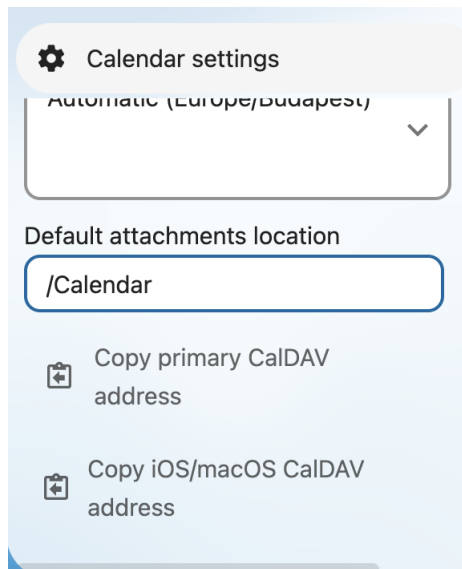 Calendar settings
Automatic (Europe/Budapest)
Default attachments location
/Calendar
Copy primary CalDAV
address
Copy iOS/macOS CalDAV
address